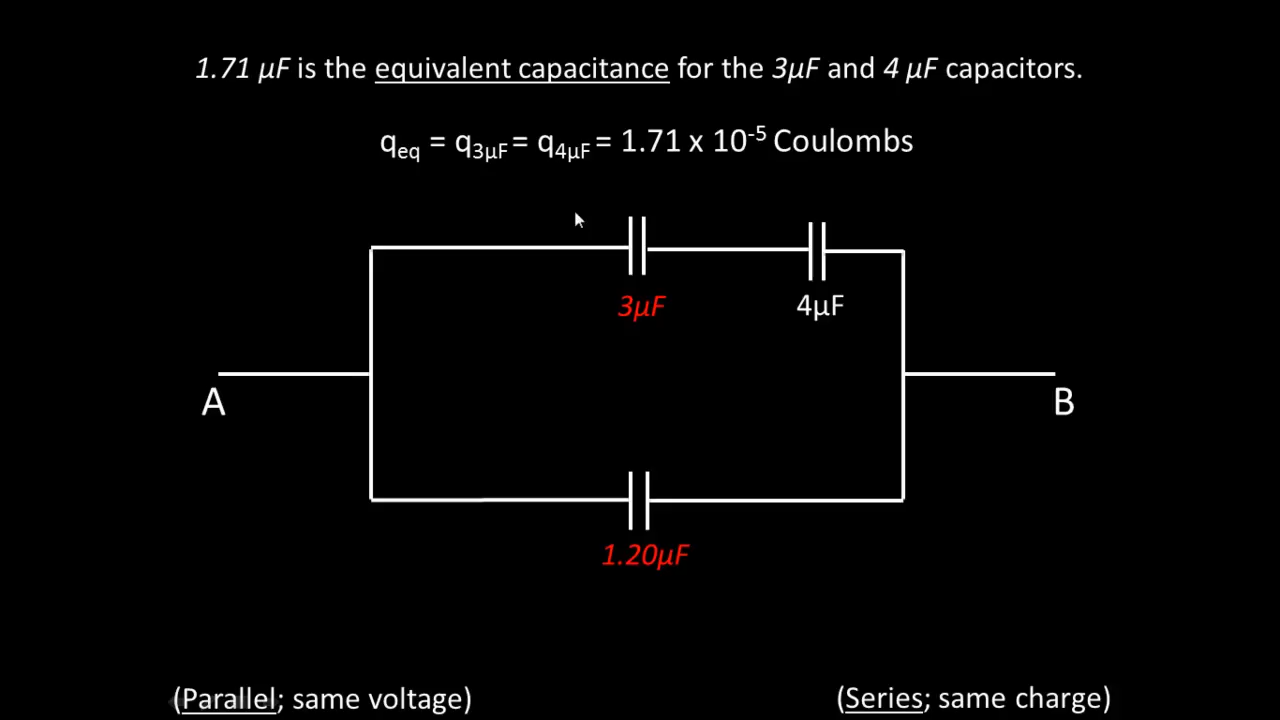 1.71 µF is the equivalent capacitance for the 3µF and 4 µF capacitors.
qeq = q3µF = q4µF = 1.71 x 10-5 Coulombs
3µF
4µF
A
B
1.20µF
(Parallel; same voltage)
(Series; same charge)